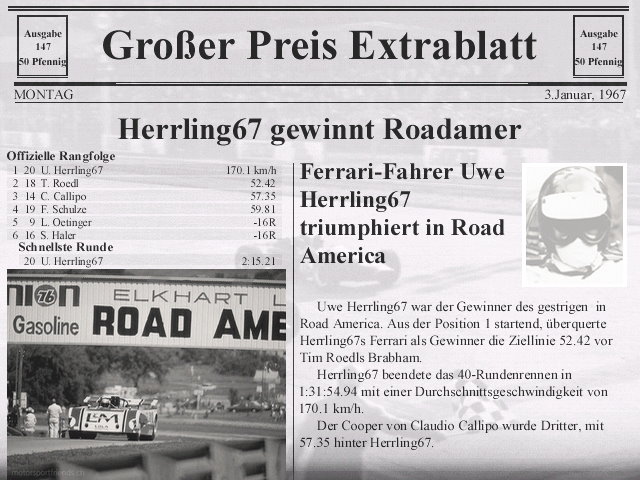 Ausgabe
147
50 Pfennig
Großer Preis Extrablatt
Ausgabe
147
50 Pfennig
MONTAG 3.Januar, 1967
Herrling67 gewinnt Roadamer
Offizielle Rangfolge
1 20 U. Herrling67 170.1 km/h
2 18 T. Roedl 52.42
3 14 C. Callipo 57.35
4 19 F. Schulze 59.81
5 9 L. Oetinger -16R
6 16 S. Haler -16R
Schnellste Runde
20 U. Herrling67 2:15.21
NION 76 ELKHART L
Gasoline ROAD AME
L&M
LOLA
motorsportfriends.ch
Ferrari-Fahrer Uwe
Herrling67
triumphiert in Road
America
Uwe Herrling67 war der Gewinner des gestrigen in
Road America. Aus der Position 1 startend, überquerte
Herrling67s Ferrari als Gewinner die Ziellinie 52.42 vor
Tim Roedls Brabham.
Herrling67 beendete das 40-Rundenrennen in
1:31:54.94 mit einer Durchschnittsgeschwindigkeit von
170.1 km/h.
Der Cooper von Claudio Callipo wurde Dritter, mit
57.35 hinter Herrling67.